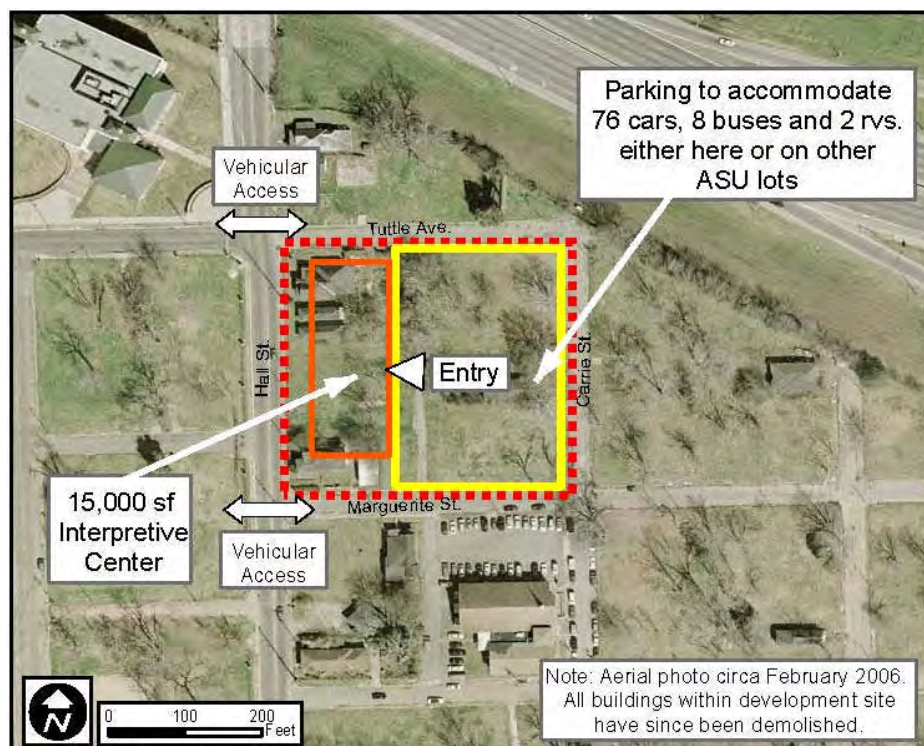 Parking to accommodate
76 cars, 8 buses and 2 rvs.
either here or on other
ASU lots
Vehicular
Access
Tuttle Ave.
Hall St.
Entry
Carrie St.
15,000 sf
Interpretive
Center
Marguerite St.
Vehicular
Access
Note: Aerial photo circa February 2006.
All buildings within development site
have since been demolished.
N
0 100 200
Feet